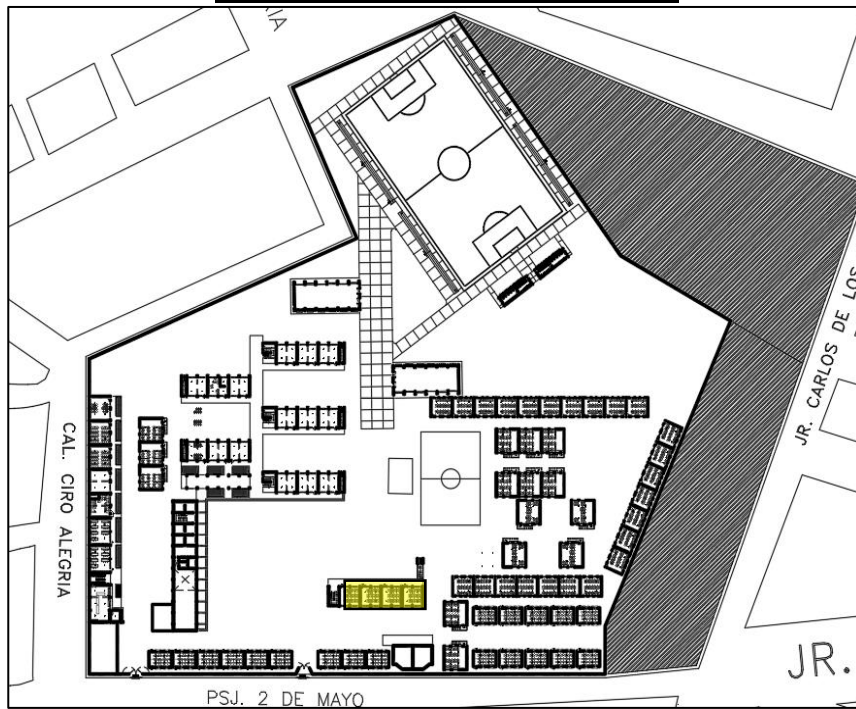 CAL. CIRO ALEGRIA
JR. CARLOS DE LOS
PSJ. 2 DE MAYO
JR.